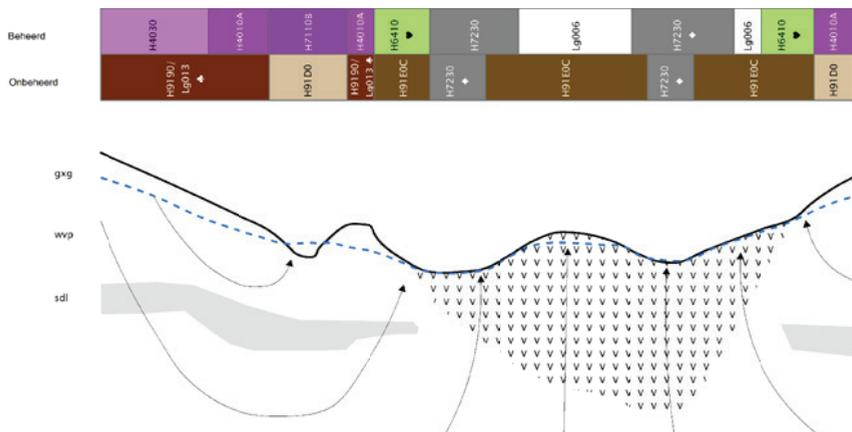 Beheerd
H4030
H4010A
H7110B
H4010A
H6410
H7230
Lg006
H7230
Lg006
H6410
H4010A
Onbeheerd
H9190/
Lg013
H91D0
H9190/
Lg013
H91E0C
H7230
H91E0C
H7230
H91E0C
H91D0
gxg
wvp
sdl